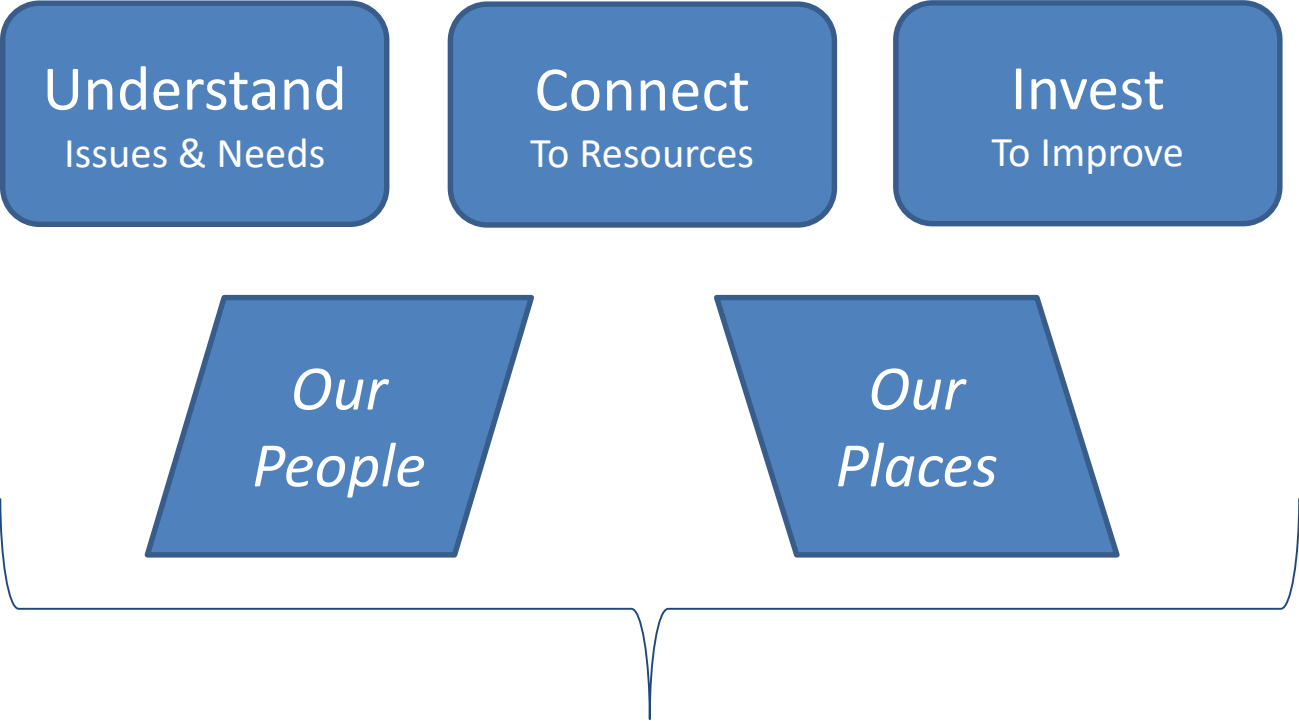 Understand
Issues & Needs
Connect
To Resources
Invest
To Improve
Our
People
Our
Places